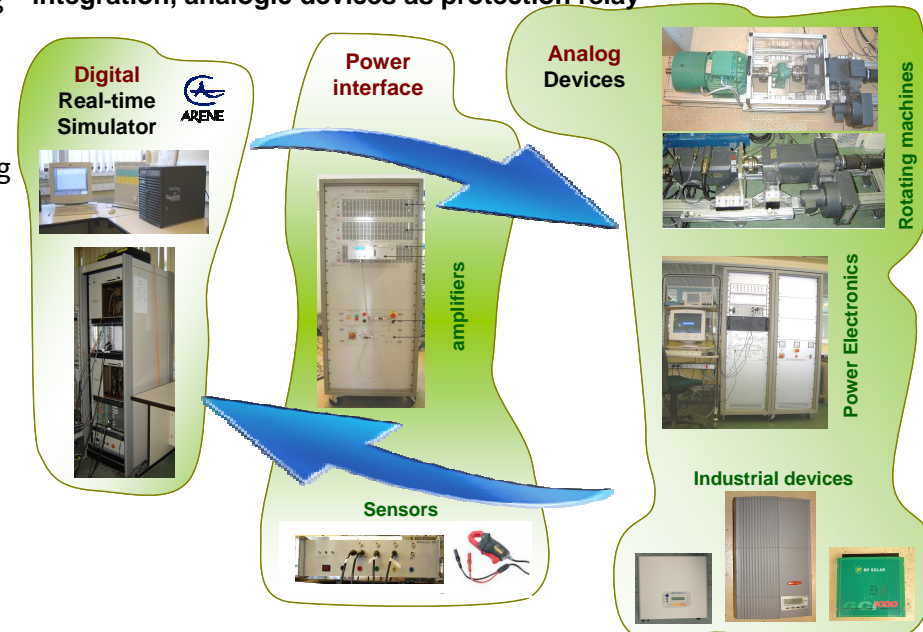 integration, analogic devices as protection relay
g
Digital
Real-time
Simulator
ARENE
Power
interface
Analog
Devices
Rotating machines
amplifiers
Power Electronics
Sensors
Industrial devices
BP SOLAR